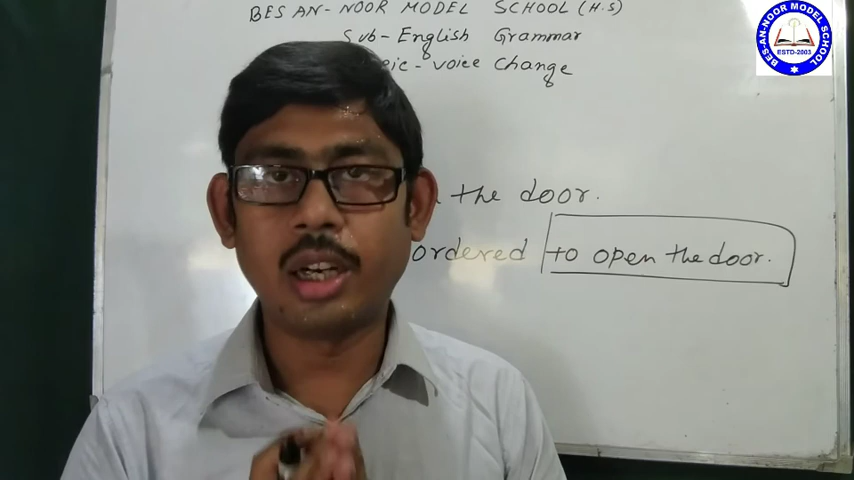 BES AN-NOOR MODEL SCHOOL (H.S)
Sub-English Grammar
voice Change
the door.
ordered to open the door.
BES-AN-NOOR MODEL SCHOOL
ESTD-2003